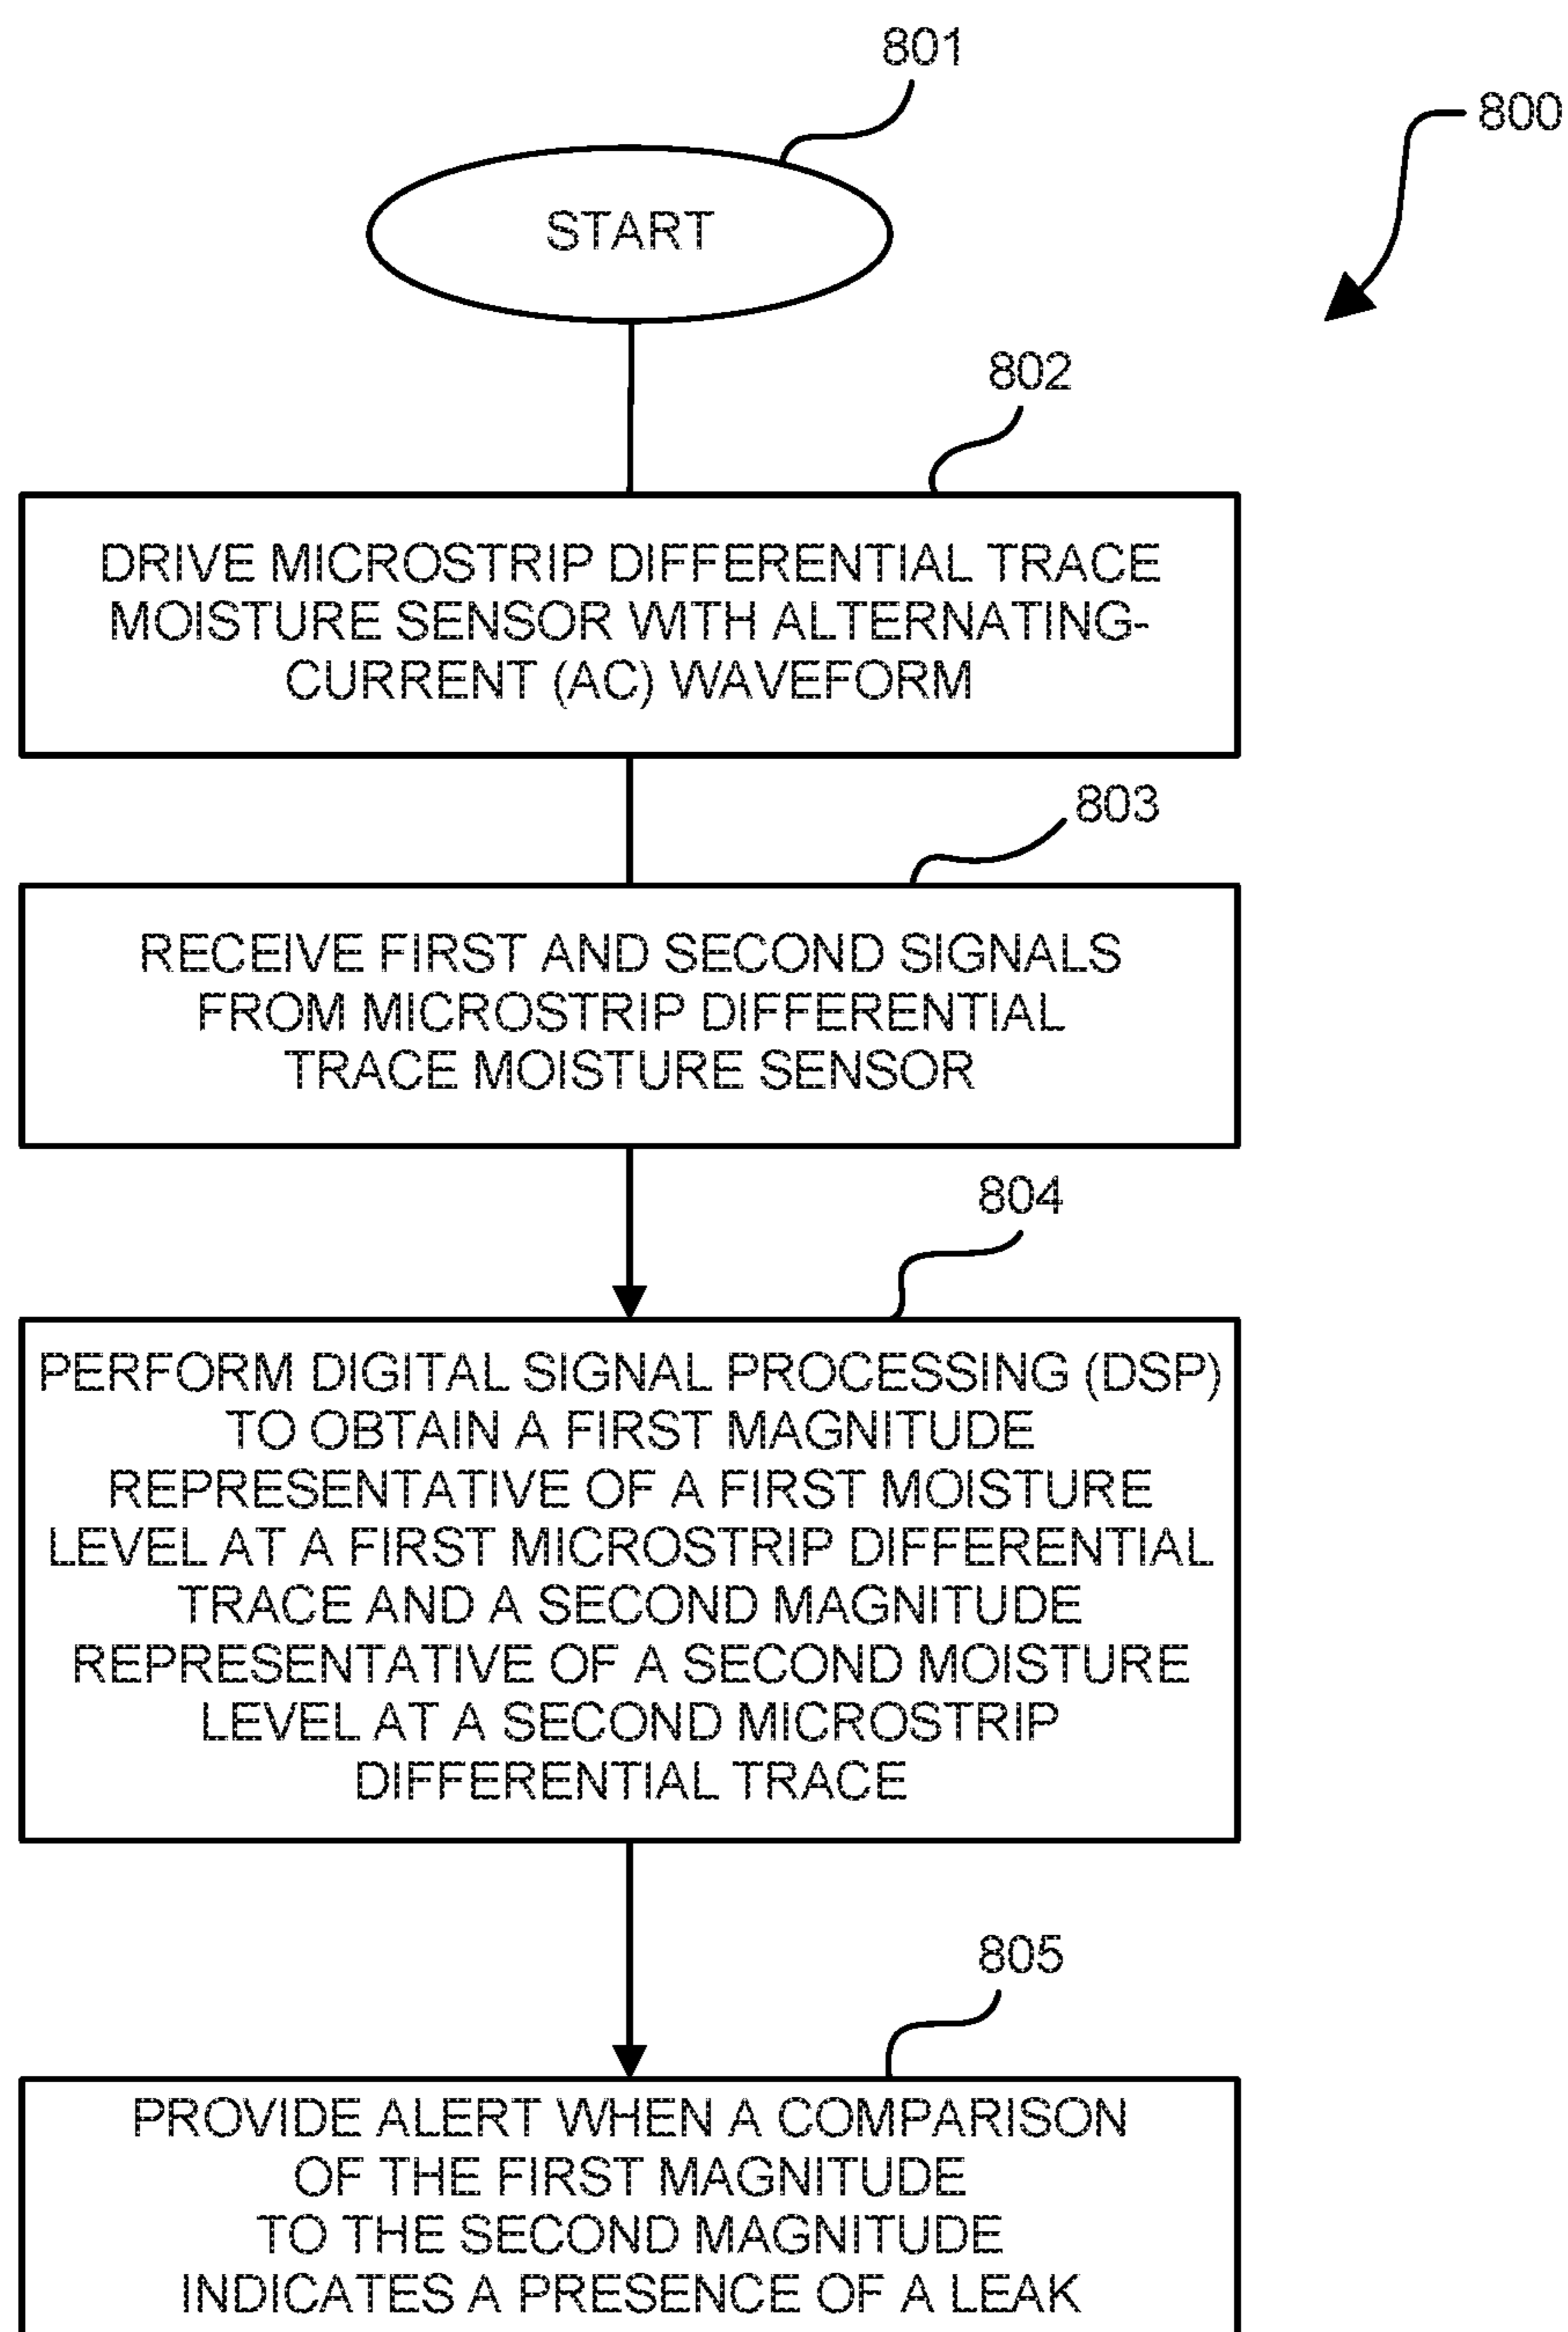 801
800
START
802
DRIVE MICROSTRIP DIFFERENTIAL TRACE
MOISTURE SENSOR WITH ALTERNATING-
CURRENT (AC) WAVEFORM
803
RECEIVE FIRST AND SECOND SIGNALS
FROM MICROSTRIP DIFFERENTIAL
TRACE MOISTURE SENSOR
804
PERFORM DIGITAL SIGNAL PROCESSING (DSP)
TO OBTAIN A FIRST MAGNITUDE
REPRESENTATIVE OF A FIRST MOISTURE
LEVEL AT A FIRST MICROSTRIP DIFFERENTIAL
TRACE AND A SECOND MAGNITUDE
REPRESENTATIVE OF A SECOND MOISTURE
LEVEL AT A SECOND MICROSTRIP
DIFFERENTIAL TRACE
805
PROVIDE ALERT WHEN A COMPARISON
OF THE FIRST MAGNITUDE
TO THE SECOND MAGNITUDE
INDICATES A PRESENCE OF A LEAK